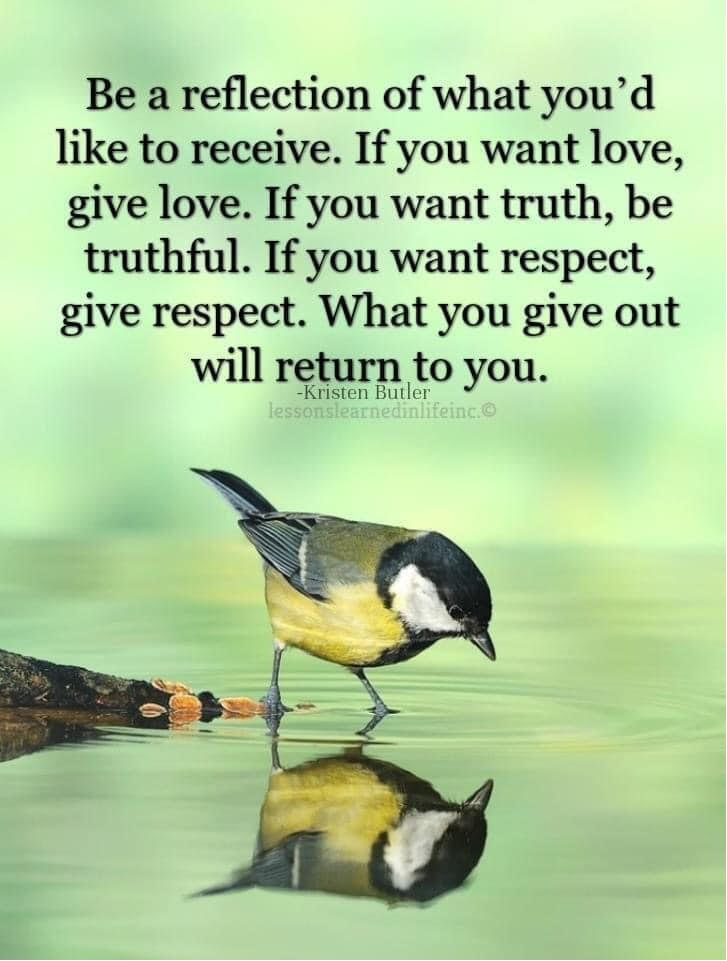 Be a reflection of what you’d
like to receive. If you want love,
give love. If you want truth, be
truthful. If you want respect,
give respect. What you give out
will return to you.
-Kristen Butler
lessonslearnedinlifeinc.©